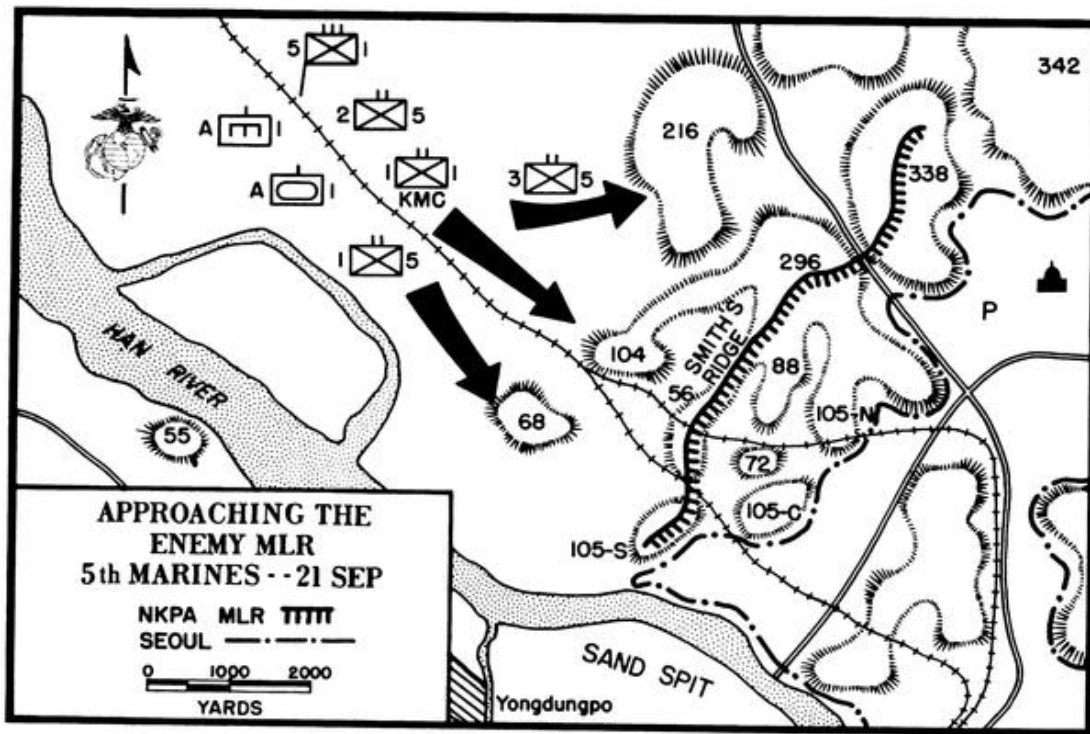 5 1
342
A 1
2 5
216
A 1
1 1
KMC
3 5
338
1 5
296
P
HAN RIVER
104
SMITH'S
RIDGE
88
56
105-N
55
68
72
105-C
105-S
APPROACHING THE
ENEMY MLR
5th MARINES--21 SEP
NKPA MLR
SEOUL
0 1000 2000
YARDS
SAND SPIT
Yongdungpo